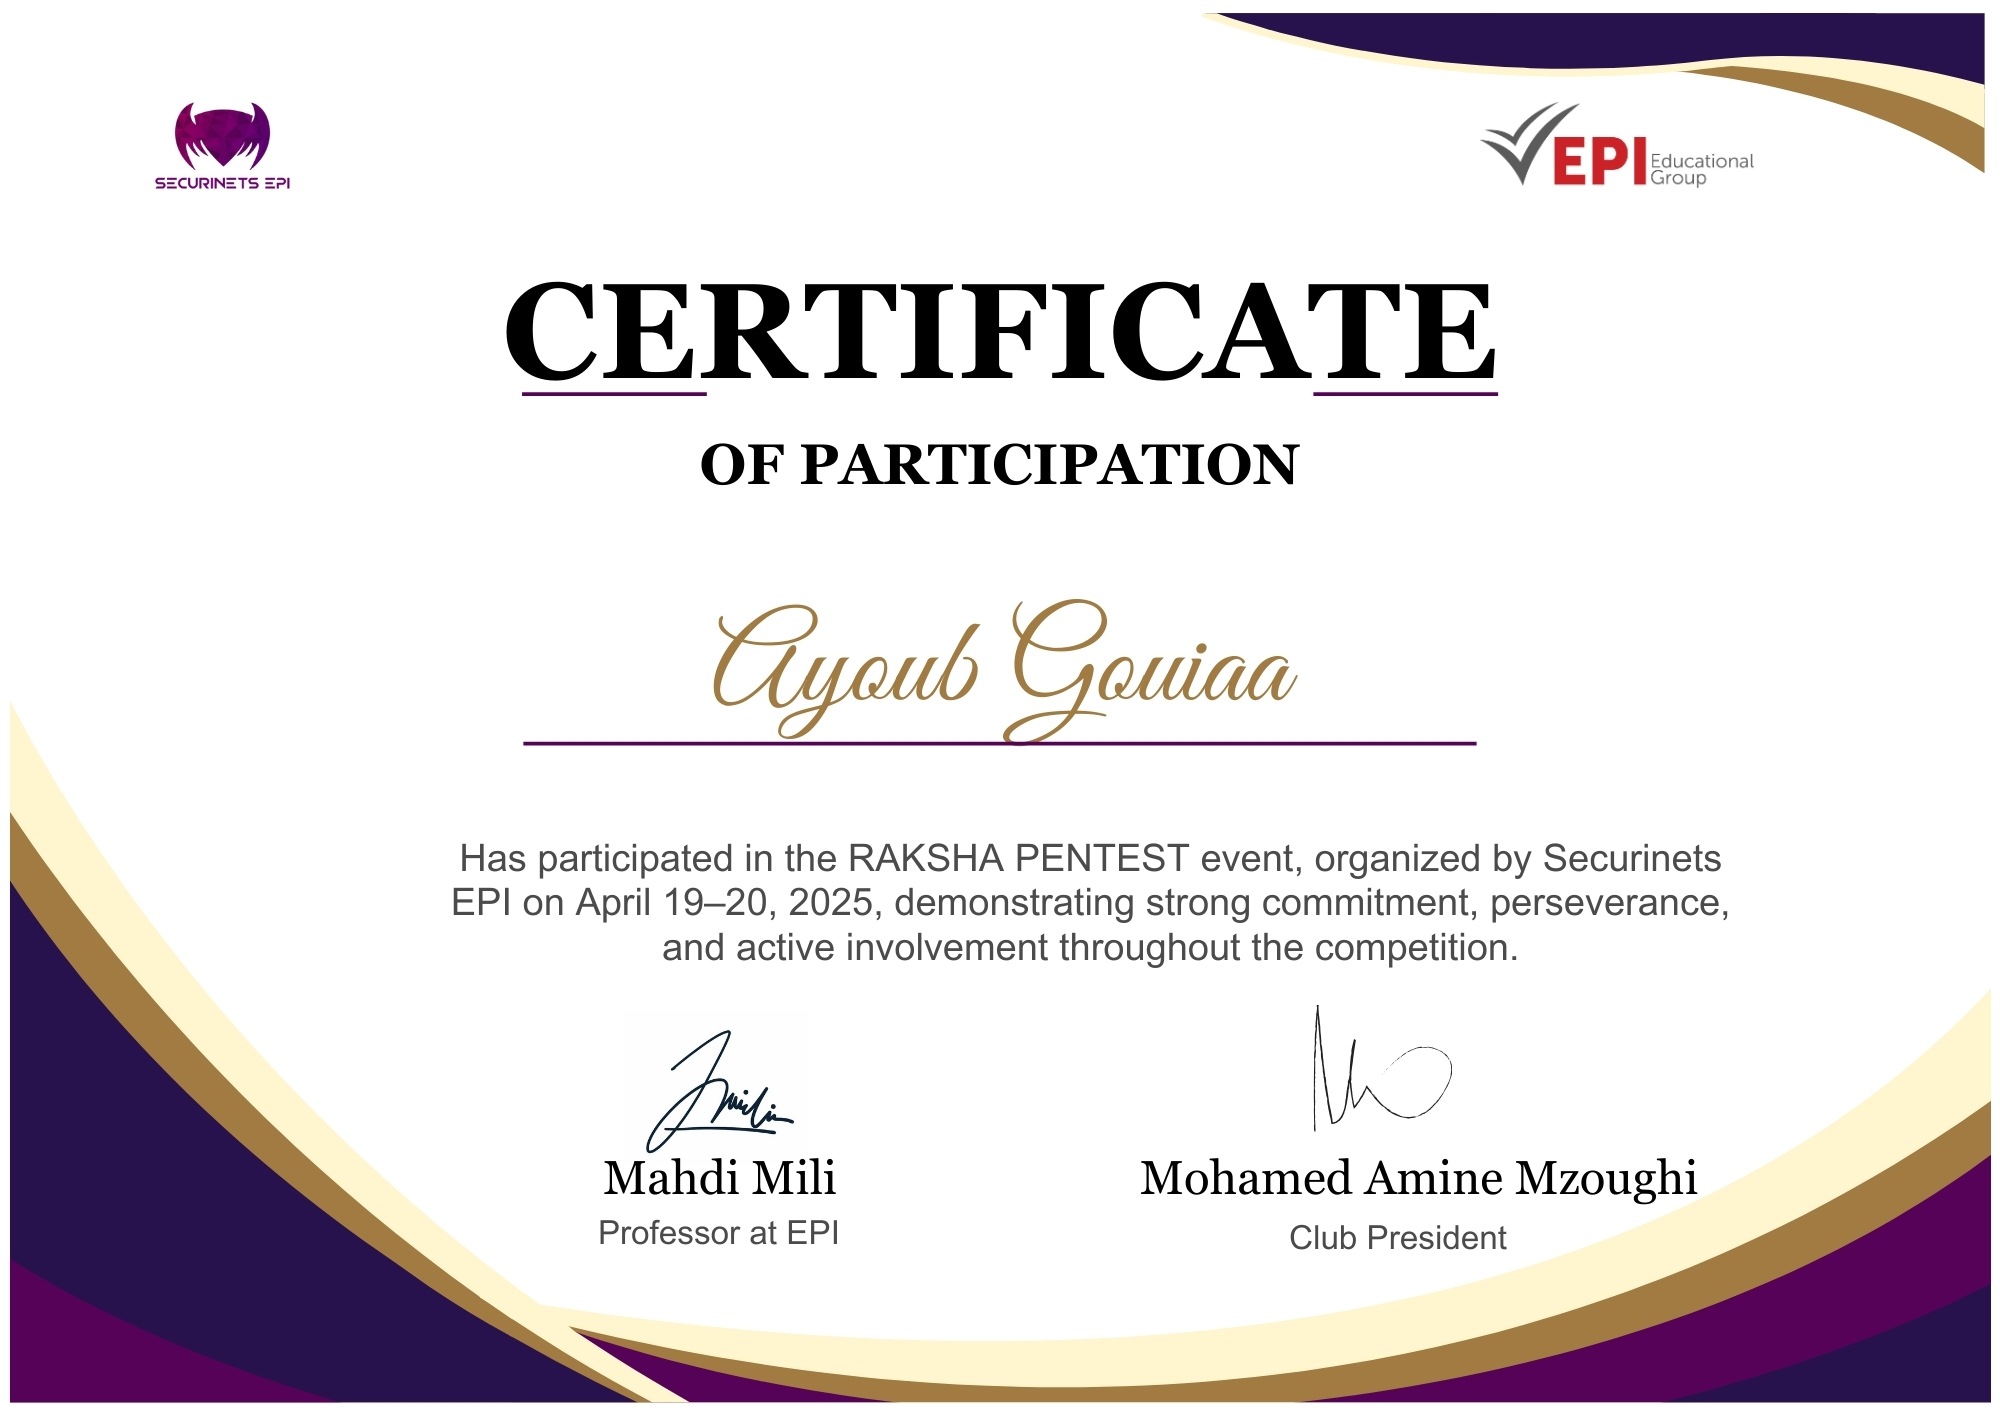 SECURINETS EPI
EPI Educational
Group
CERTIFICATE
OF PARTICIPATION
Ayoub Gouiaa
Has participated in the RAKSHA PENTEST event, organized by Securinets
EPI on April 19–20, 2025, demonstrating strong commitment, perseverance,
and active involvement throughout the competition.
Mahdi Mili
Professor at EPI
Mohamed Amine Mzoughi
Club President